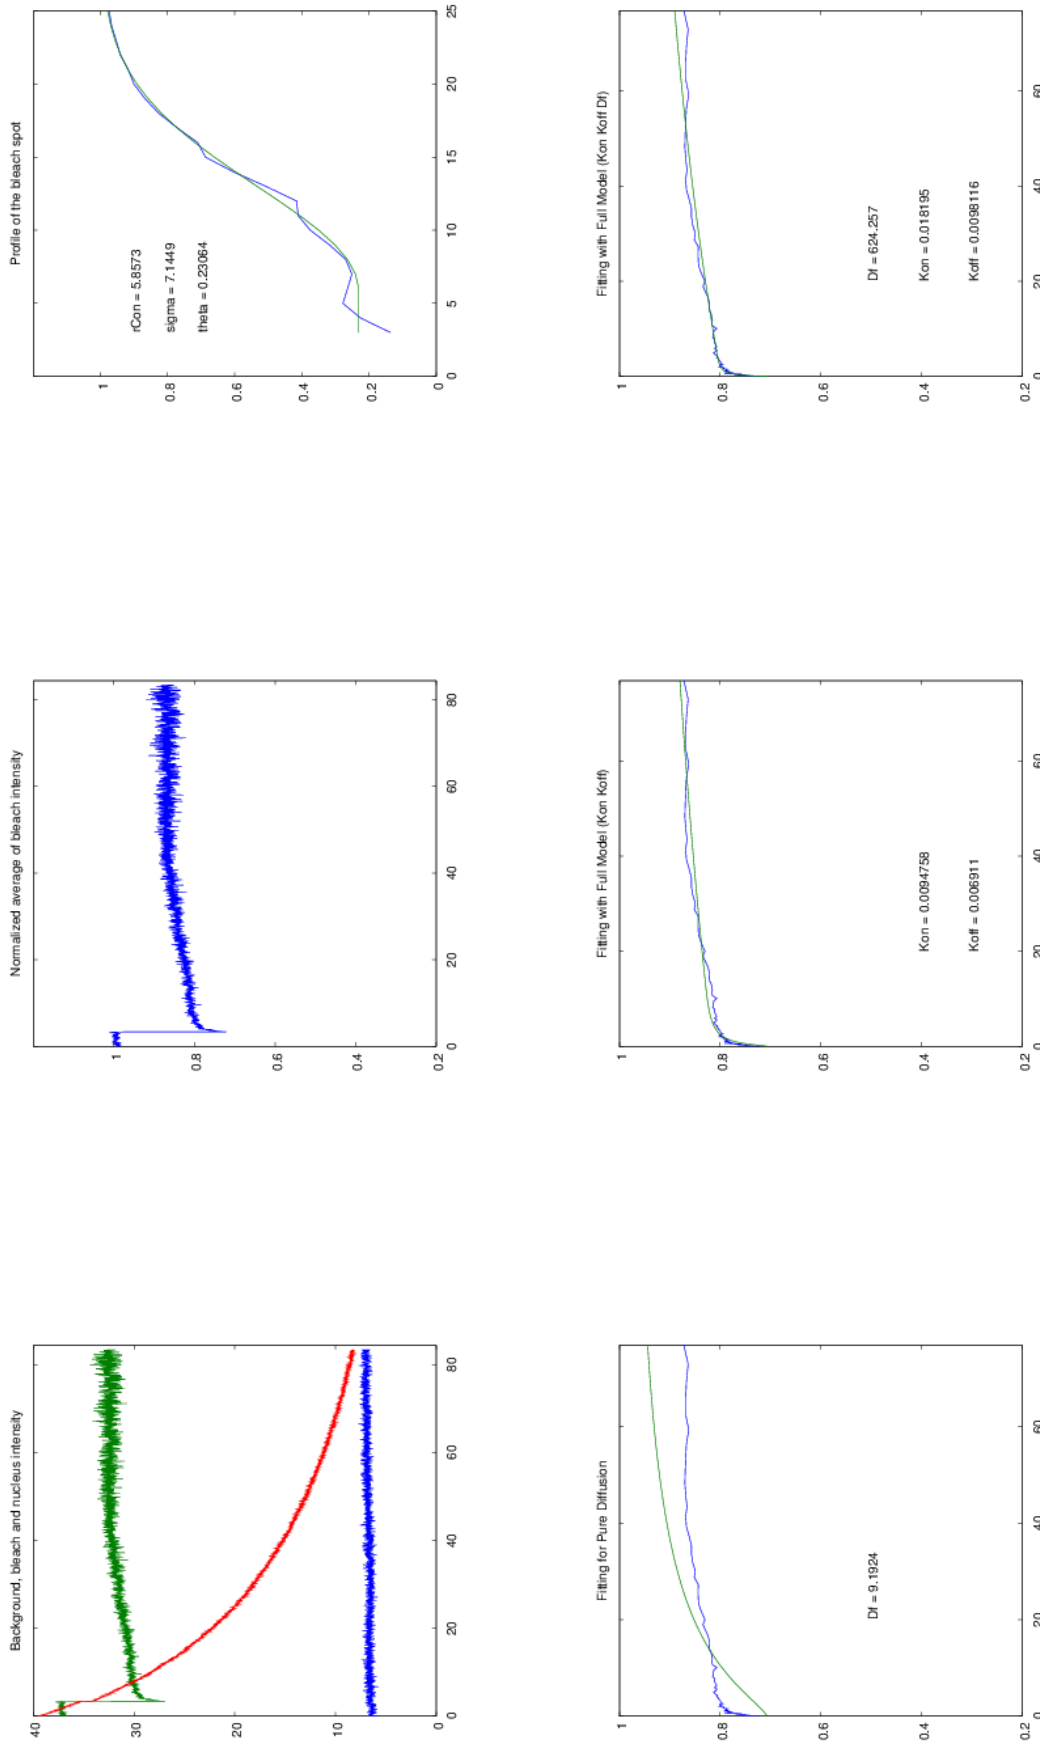 Background, bleach and nucleus intensity
40
30
20
10
0
0 20 40 60 80
Normalized average of bleach intensity
1
0.8
0.6
0.4
0.2
0 20 40 60 80
Profile of the bleach spot
1
0.8
0.6
0.4
0.2
0
0 5 10 15 20 25
rCon = 5.8573
sigma = 7.1449
theta = 0.23064
Fitting for Pure Diffusion
1
0.8
0.6
0.4
0.2
0 20 40 60
Df = 9.1924
Fitting with Full Model (Kon Koff)
1
0.8
0.6
0.4
0.2
0 20 40 60
Kon = 0.0094758
Koff = 0.006911
Fitting with Full Model (Kon Koff Df)
1
0.8
0.6
0.4
0.2
0 20 40 60
Df = 624.257
Kon = 0.018195
Koff = 0.0098116